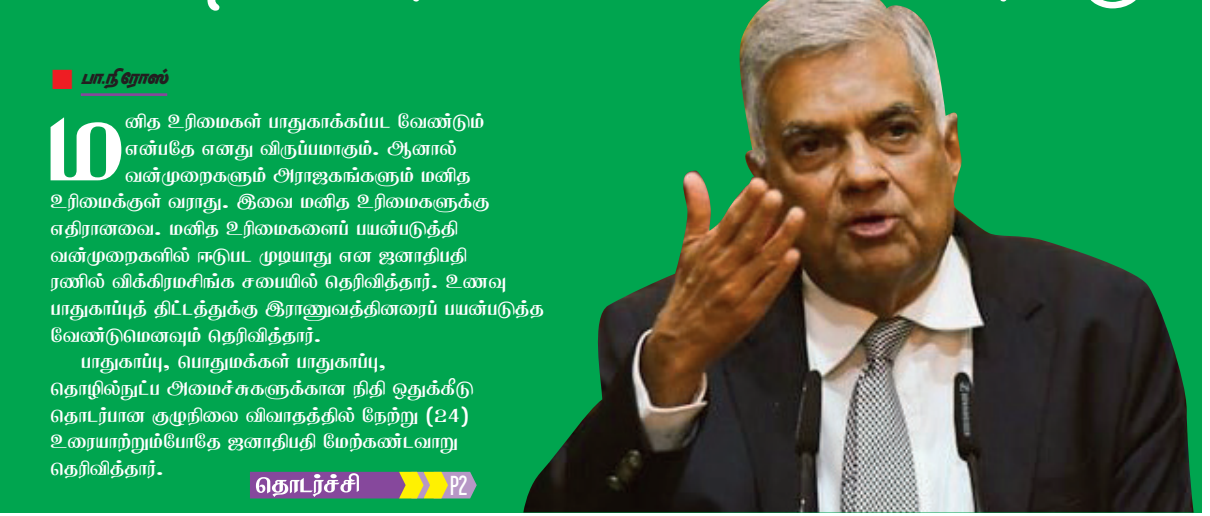 பா.நிரோஸ்
மனித உரிமைகள் பாதுகாக்கப்பட வேண்டும்
என்பதே எனது விருப்பமாகும். ஆனால்
வன்முறைகளும் அராஜகங்களும் மனித
உரிமைக்குள் வராது. இவை மனித உரிமைகளுக்கு
எதிரானவை. மனித உரிமைகளைப் பயன்படுத்தி
வன்முறைகளில் ஈடுபட முடியாது என ஜனாதிபதி
ரணில் விக்கிரமசிங்க சபையில் தெரிவித்தார். உணவு
பாதுகாப்புத் திட்டத்துக்கு இராணுவத்தினரைப் பயன்படுத்த
வேண்டுமெனவும் தெரிவித்தார்.
பாதுகாப்பு, பொதுமக்கள் பாதுகாப்பு,
தொழில்நுட்ப அமைச்சுகளுக்கான நிதி ஒதுக்கீடு
தொடர்பான குழுநிலை விவாதத்தில் நேற்று (24)
உரையாற்றும்போதே ஜனாதிபதி மேற்கண்டவாறு
தெரிவித்தார்.
தொடர்ச்சி P2